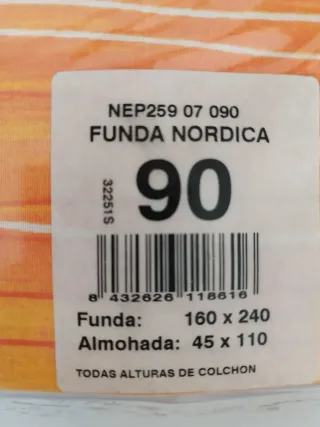 NEP259 07 090
FUNDA NORDICA
90
32251S
8 432626 118616
Funda: 160 x 240
Almohada: 45 x 110
TODAS ALTURAS DE COLCHON